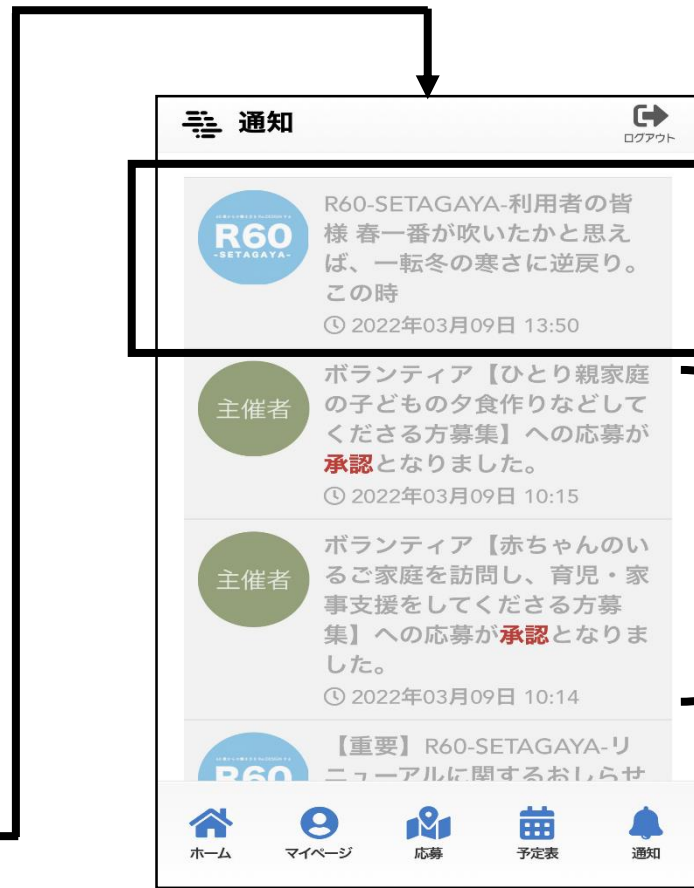 通知
ログアウト
R60
-SETAGAYA-
R60-SETAGAYA-利用者の皆
様 春一番が吹いたかと思え
ば、一転冬の寒さに逆戻り。
この時
2022年03月09日 13:50
主催者
ボランティア【ひとり親家庭
の子どもの夕食作りなどして
くださる方募集】への応募が
承認となりました。
2022年03月09日 10:15
主催者
ボランティア【赤ちゃんのい
るご家庭を訪問し、育児・家
事支援をしてくださる方募
集】への応募が承認となりま
した。
2022年03月09日 10:14
R60
【重要】R60-SETAGAYA-リ
ニューアルに関するおしらせ
ホーム
マイページ
応募
予定表
通知